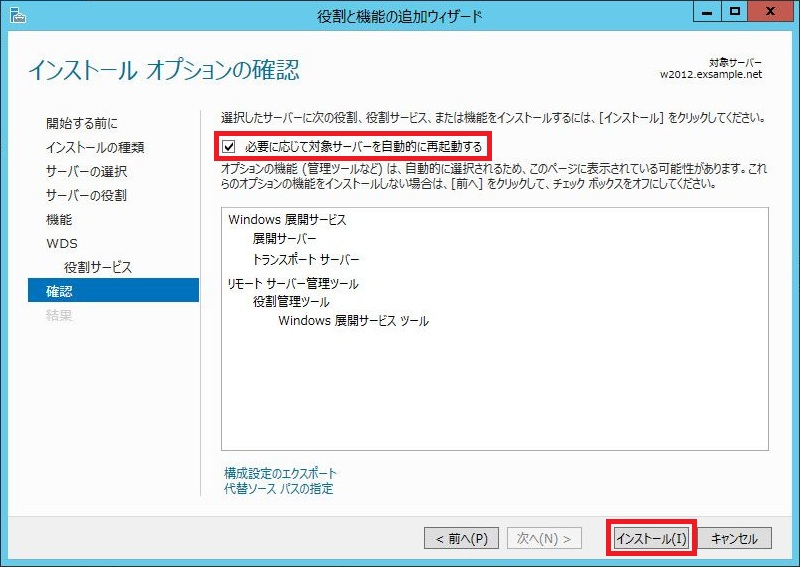 役割と機能の追加ウィザード
インストール オプションの確認
対象サーバー
w2012.exsample.net
開始する前に
インストールの種類
サーバーの選択
サーバーの役割
機能
WDS
役割サービス
確認
結果
選択したサーバーに次の役割、役割サービス、または機能をインストールするには、[インストール] をクリックしてください。
必要に応じて対象サーバーを自動的に再起動する
オプションの機能 (管理ツールなど) は、自動的に選択されるため、このページに表示されている可能性があります。これ
らのオプションの機能をインストールしない場合は、[前へ] をクリックして、チェック ボックスをオフにしてください。
Windows 展開サービス
展開サーバー
トランスポート サーバー
リモート サーバー管理ツール
役割管理ツール
Windows 展開サービス ツール
構成設定のエクスポート
代替ソース パスの指定
< 前へ(P)
次へ(N) >
インストール(I)
キャンセル